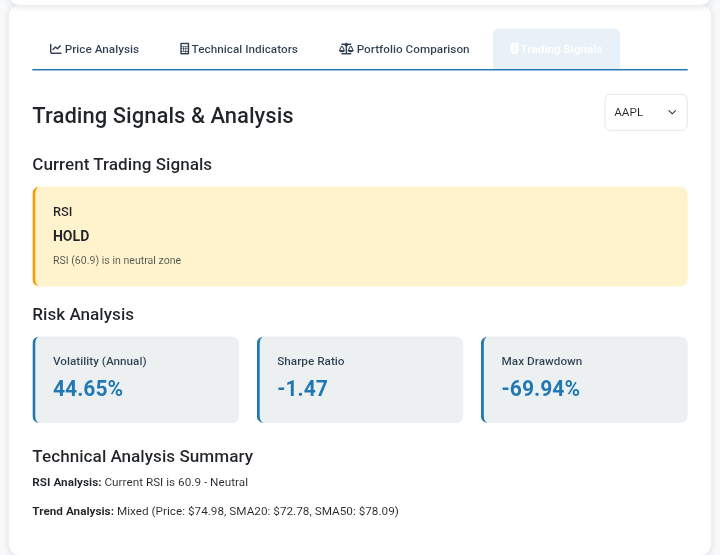 Price Analysis
Technical Indicators
Portfolio Comparison
Trading Signals
Trading Signals & Analysis
AAPL
Current Trading Signals
RSI
HOLD
RSI (60.9) is in neutral zone
Risk Analysis
Volatility (Annual)
44.65%
Sharpe Ratio
-1.47
Max Drawdown
-69.94%
Technical Analysis Summary
RSI Analysis: Current RSI is 60.9 - Neutral
Trend Analysis: Mixed (Price: $74.98, SMA20: $72.78, SMA50: $78.09)